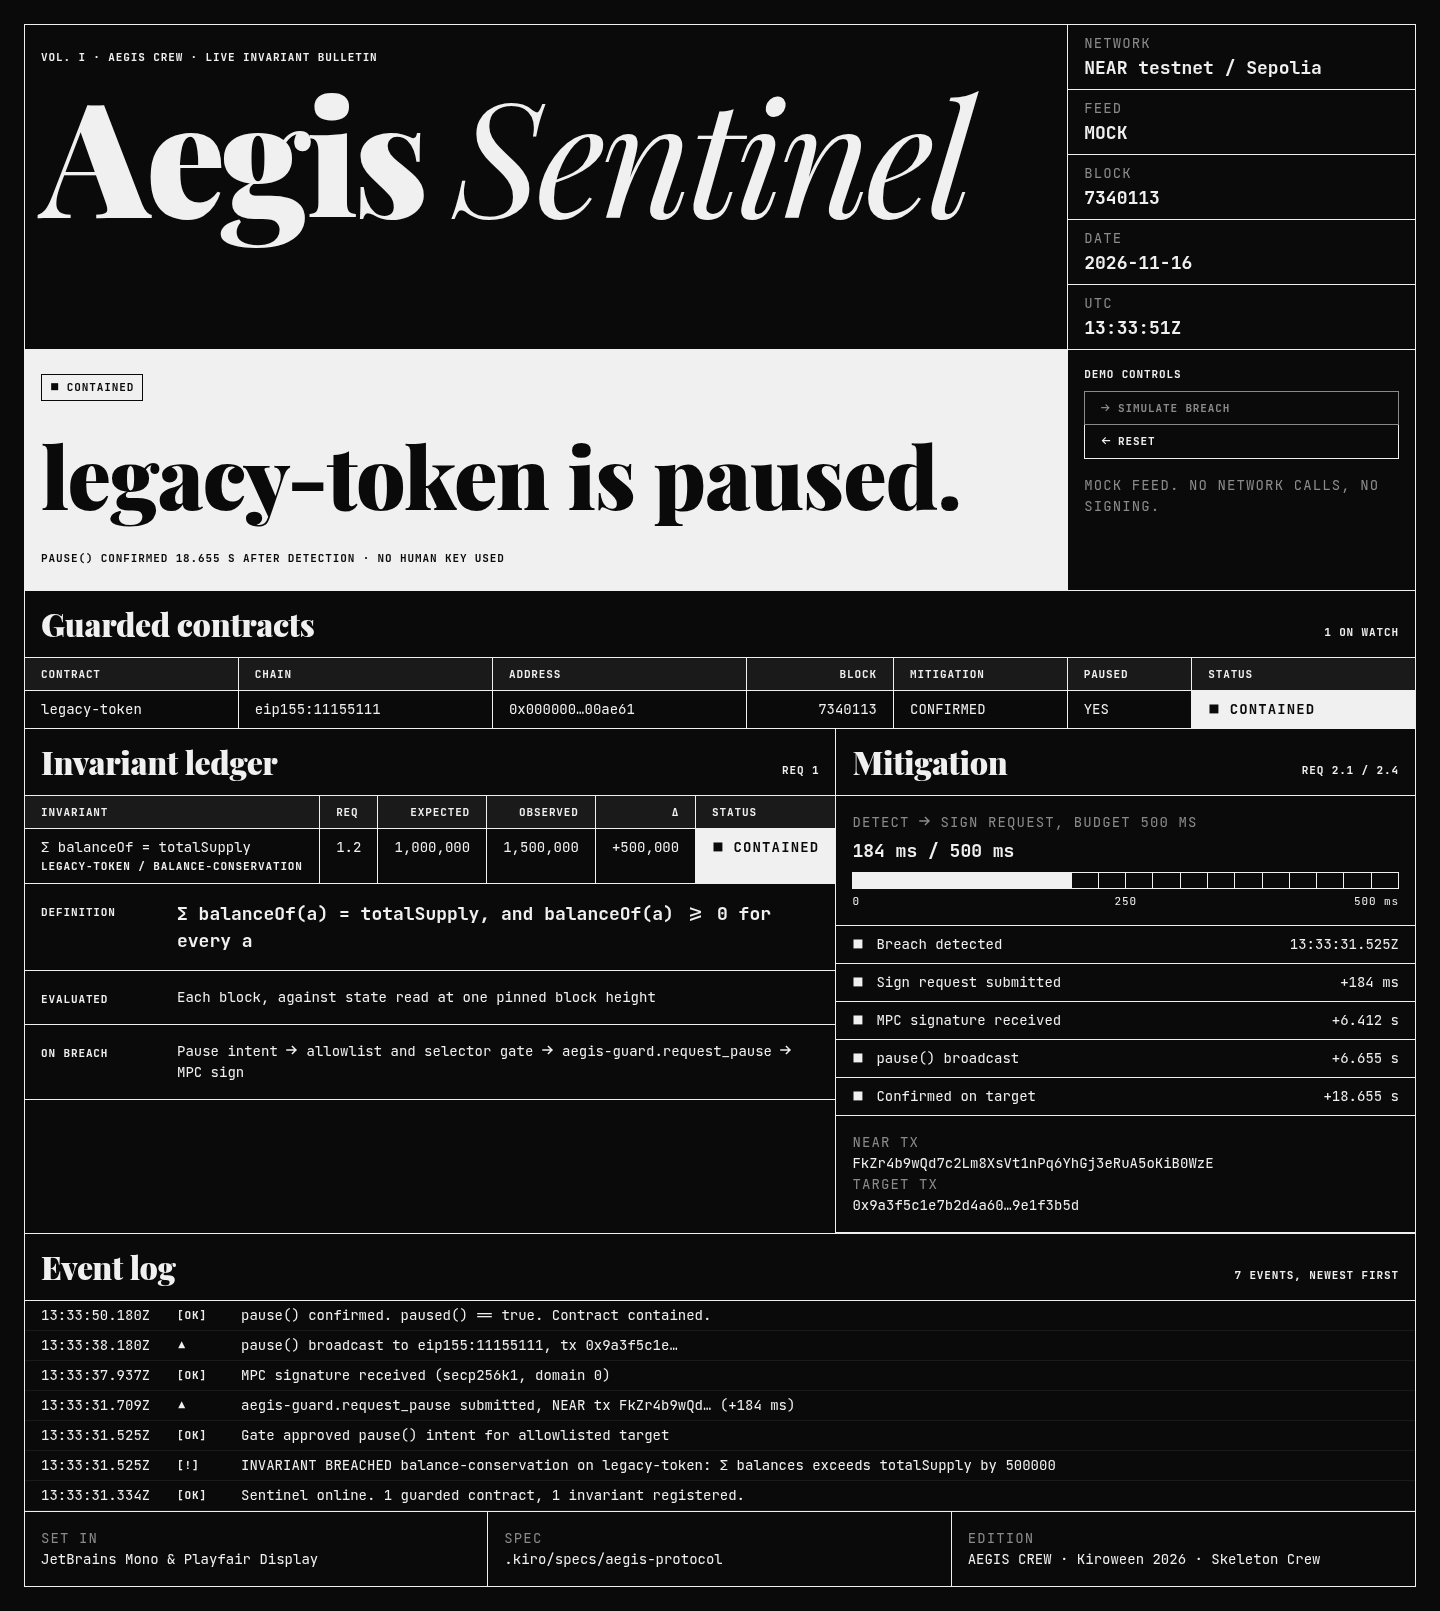 VOL. I · AEGIS CREW · LIVE INVARIANT BULLETIN
Aegis Sentinel
NETWORK
NEAR testnet / Sepolia
FEED
MOCK
BLOCK
7340113
DATE
2026-11-16
UTC
13:33:51Z
■ CONTAINED
legacy-token is paused.
PAUSE() CONFIRMED 18.655 S AFTER DETECTION · NO HUMAN KEY USED
DEMO CONTROLS
→ SIMULATE BREACH
← RESET
MOCK FEED. NO NETWORK CALLS, NO
SIGNING.
Guarded contracts
1 ON WATCH
CONTRACT CHAIN ADDRESS BLOCK MITIGATION PAUSED STATUS
legacy-token eip155:11155111 0x000000…00ae61 7340113 CONFIRMED YES ■ CONTAINED
Invariant ledger
REQ 1
INVARIANT REQ EXPECTED OBSERVED Δ STATUS
Σ balanceOf = totalSupply 1.2 1,000,000 1,500,000 +500,000 ■ CONTAINED
LEGACY-TOKEN / BALANCE-CONSERVATION
DEFINITION Σ balanceOf(a) = totalSupply, and balanceOf(a) ⩾ 0 for
every a
EVALUATED Each block, against state read at one pinned block height
ON BREACH Pause intent → allowlist and selector gate → aegis-guard.request_pause →
MPC sign
Mitigation
REQ 2.1 / 2.4
DETECT → SIGN REQUEST, BUDGET 500 MS
184 ms / 500 ms
0 250 500 ms
■ Breach detected 13:33:31.525Z
■ Sign request submitted +184 ms
■ MPC signature received +6.412 s
■ pause() broadcast +6.655 s
■ Confirmed on target +18.655 s
NEAR TX
FkZr4b9wQd7c2Lm8XsVt1nPq6YhGj3eRuA5oKiB0WzE
TARGET TX
0x9a3f5c1e7b2d4a60…9e1f3b5d
Event log
7 EVENTS, NEWEST FIRST
13:33:50.180Z [OK] pause() confirmed. paused() == true. Contract contained.
13:33:38.180Z ▲ pause() broadcast to eip155:11155111, tx 0x9a3f5c1e…
13:33:37.937Z [OK] MPC signature received (secp256k1, domain 0)
13:33:31.709Z ▲ aegis-guard.request_pause submitted, NEAR tx FkZr4b9wQd… (+184 ms)
13:33:31.525Z [OK] Gate approved pause() intent for allowlisted target
13:33:31.525Z [!] INVARIANT BREACHED balance-conservation on legacy-token: Σ balances exceeds totalSupply by 500000
13:33:31.334Z [OK] Sentinel online. 1 guarded contract, 1 invariant registered.
SET IN
JetBrains Mono & Playfair Display
SPEC
.kiro/specs/aegis-protocol
EDITION
AEGIS CREW · Kiroween 2026 · Skeleton Crew